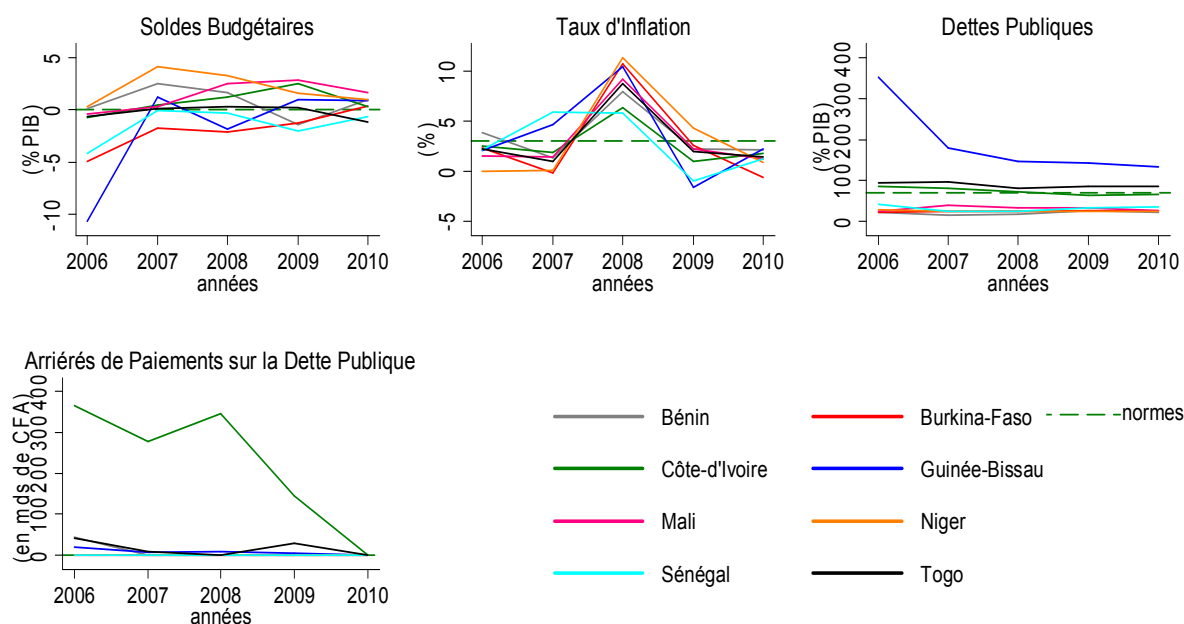 Soldes Budgétaires
(%PIB)
5
0
-5
-10
2006 2007 2008 2009 2010
années
Taux d'Inflation
(%)
10
5
0
-5
2006 2007 2008 2009 2010
années
Dettes Publiques
(%PIB)
400
300
200
100
0
2006 2007 2008 2009 2010
années
Arriérés de Paiements sur la Dette Publique
(en mds de CFA)
400
300
200
100
0
2006 2007 2008 2009 2010
années
Bénin
Burkina-Faso
normes
Côte-d'Ivoire
Guinée-Bissau
Mali
Niger
Sénégal
Togo